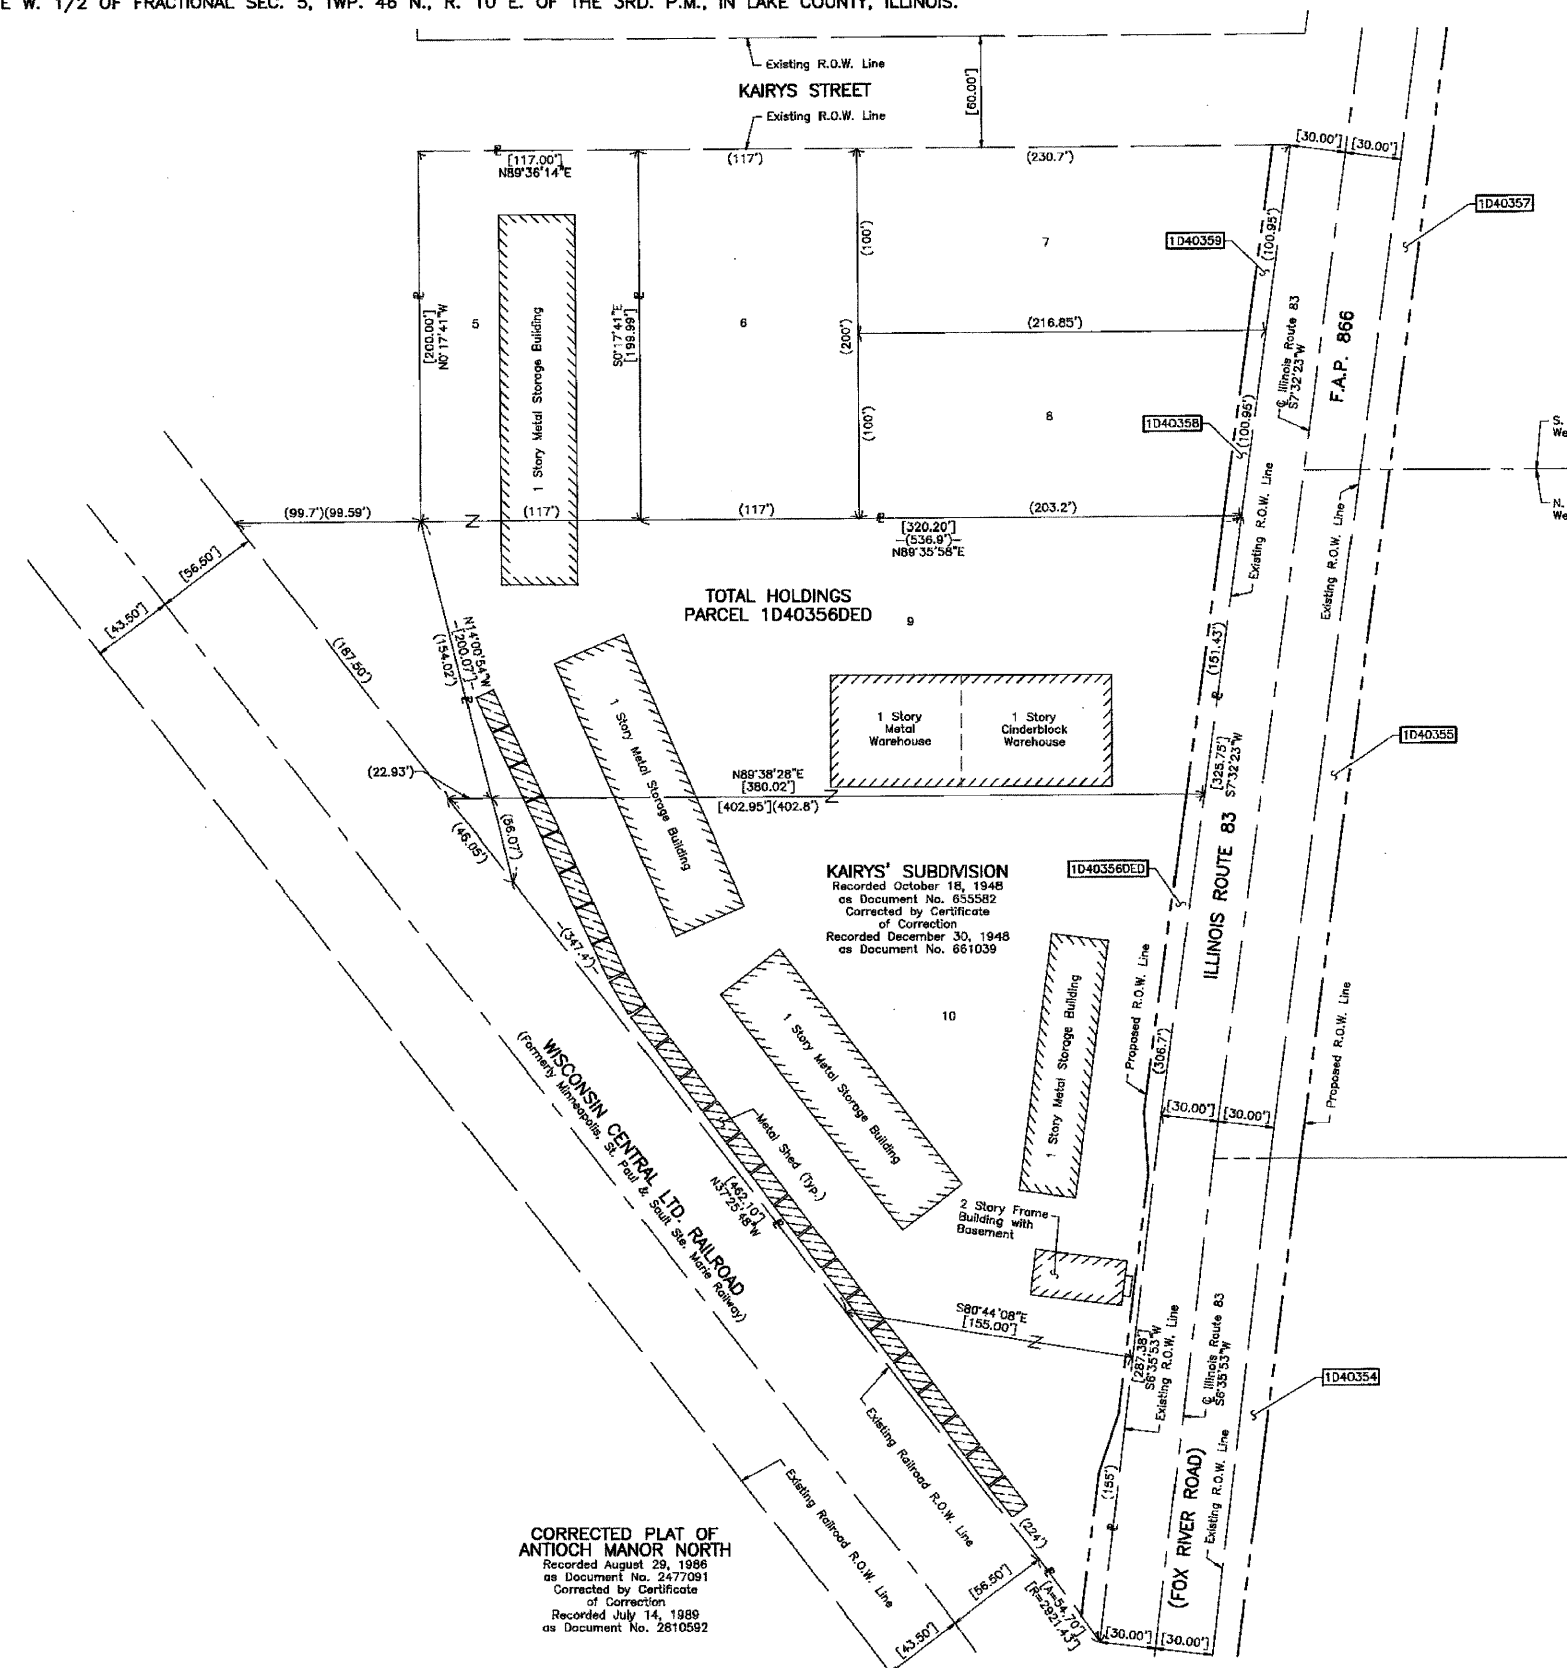 E W. 1/2 OF FRACTIONAL SEC. 5, TWP. 46 N., R. 10 E. OF THE 3RD. P.M., IN LAKE COUNTY, ILLINOIS.
Existing R.O.W. Line
KAIRYS STREET
Existing R.O.W. Line
[60.00']
[30.00']
[30.00']
[117.00']
N89°36'14"E
(117')
(230.7')
1D40357
(100')
7
1D40359
(100.95')
[200.00']
N0°17'41"W
5
1 Story Metal Storage Building
S0°17'41"E
[199.99']
6
(200')
(216.85')
℄ Illinois Route 83
S7°32'23"W
F.A.P. 866
(100')
8
1D40358
(100.95')
S.
We
N.
We
(99.7')(99.59')
(117')
(117')
[320.20']
-(536.9')-
N89°35'58"E
(203.2')
Existing R.O.W. Line
Existing R.O.W. Line
[56.50']
[43.50']
TOTAL HOLDINGS
PARCEL 1D40356DED
9
(187.50')
N14°00'54"W
-[200.07']-
(154.02')
(151.43')
1 Story Metal Storage Building
1 Story
Metal
Warehouse
1 Story
Cinderblock
Warehouse
1D40355
[325.75']
S7°32'23"W
(22.93')
N89°38'28"E
[380.02']
[402.95'](402.8')
(46.05')
(56.07')
ILLINOIS ROUTE 83
KAIRYS' SUBDIVISION
Recorded October 18, 1948
as Document No. 655582
Corrected by Certificate
of Correction
Recorded December 30, 1948
as Document No. 661039
1D40356DED
-(347.4')-
10
1 Story Metal Storage Building
1 Story Metal Storage Building
Proposed R.O.W. Line
(306.7')
Proposed R.O.W. Line
[30.00']
[30.00']
WISCONSIN CENTRAL LTD. RAILROAD
(Formerly Minneapolis, St. Paul & Sault Ste. Marie Railway)
Metal Shed (Typ.)
[462.10']
N37°25'48"W
2 Story Frame
Building with
Basement
S80°44'08"E
[155.00']
[287.38']
S6°35'53"W
Existing R.O.W. Line
℄ Illinois Route 83
S6°35'53"W
1D40354
Existing Railroad R.O.W. Line
Existing Railroad R.O.W. Line
(155')
(FOX RIVER ROAD)
Existing R.O.W. Line
CORRECTED PLAT OF
ANTIOCH MANOR NORTH
Recorded August 29, 1986
as Document No. 2477091
Corrected by Certificate
of Correction
Recorded July 14, 1989
as Document No. 2810592
(224')
[56.50']
[43.50']
[A=54.70']
[R=2921.43']
[30.00']
[30.00']